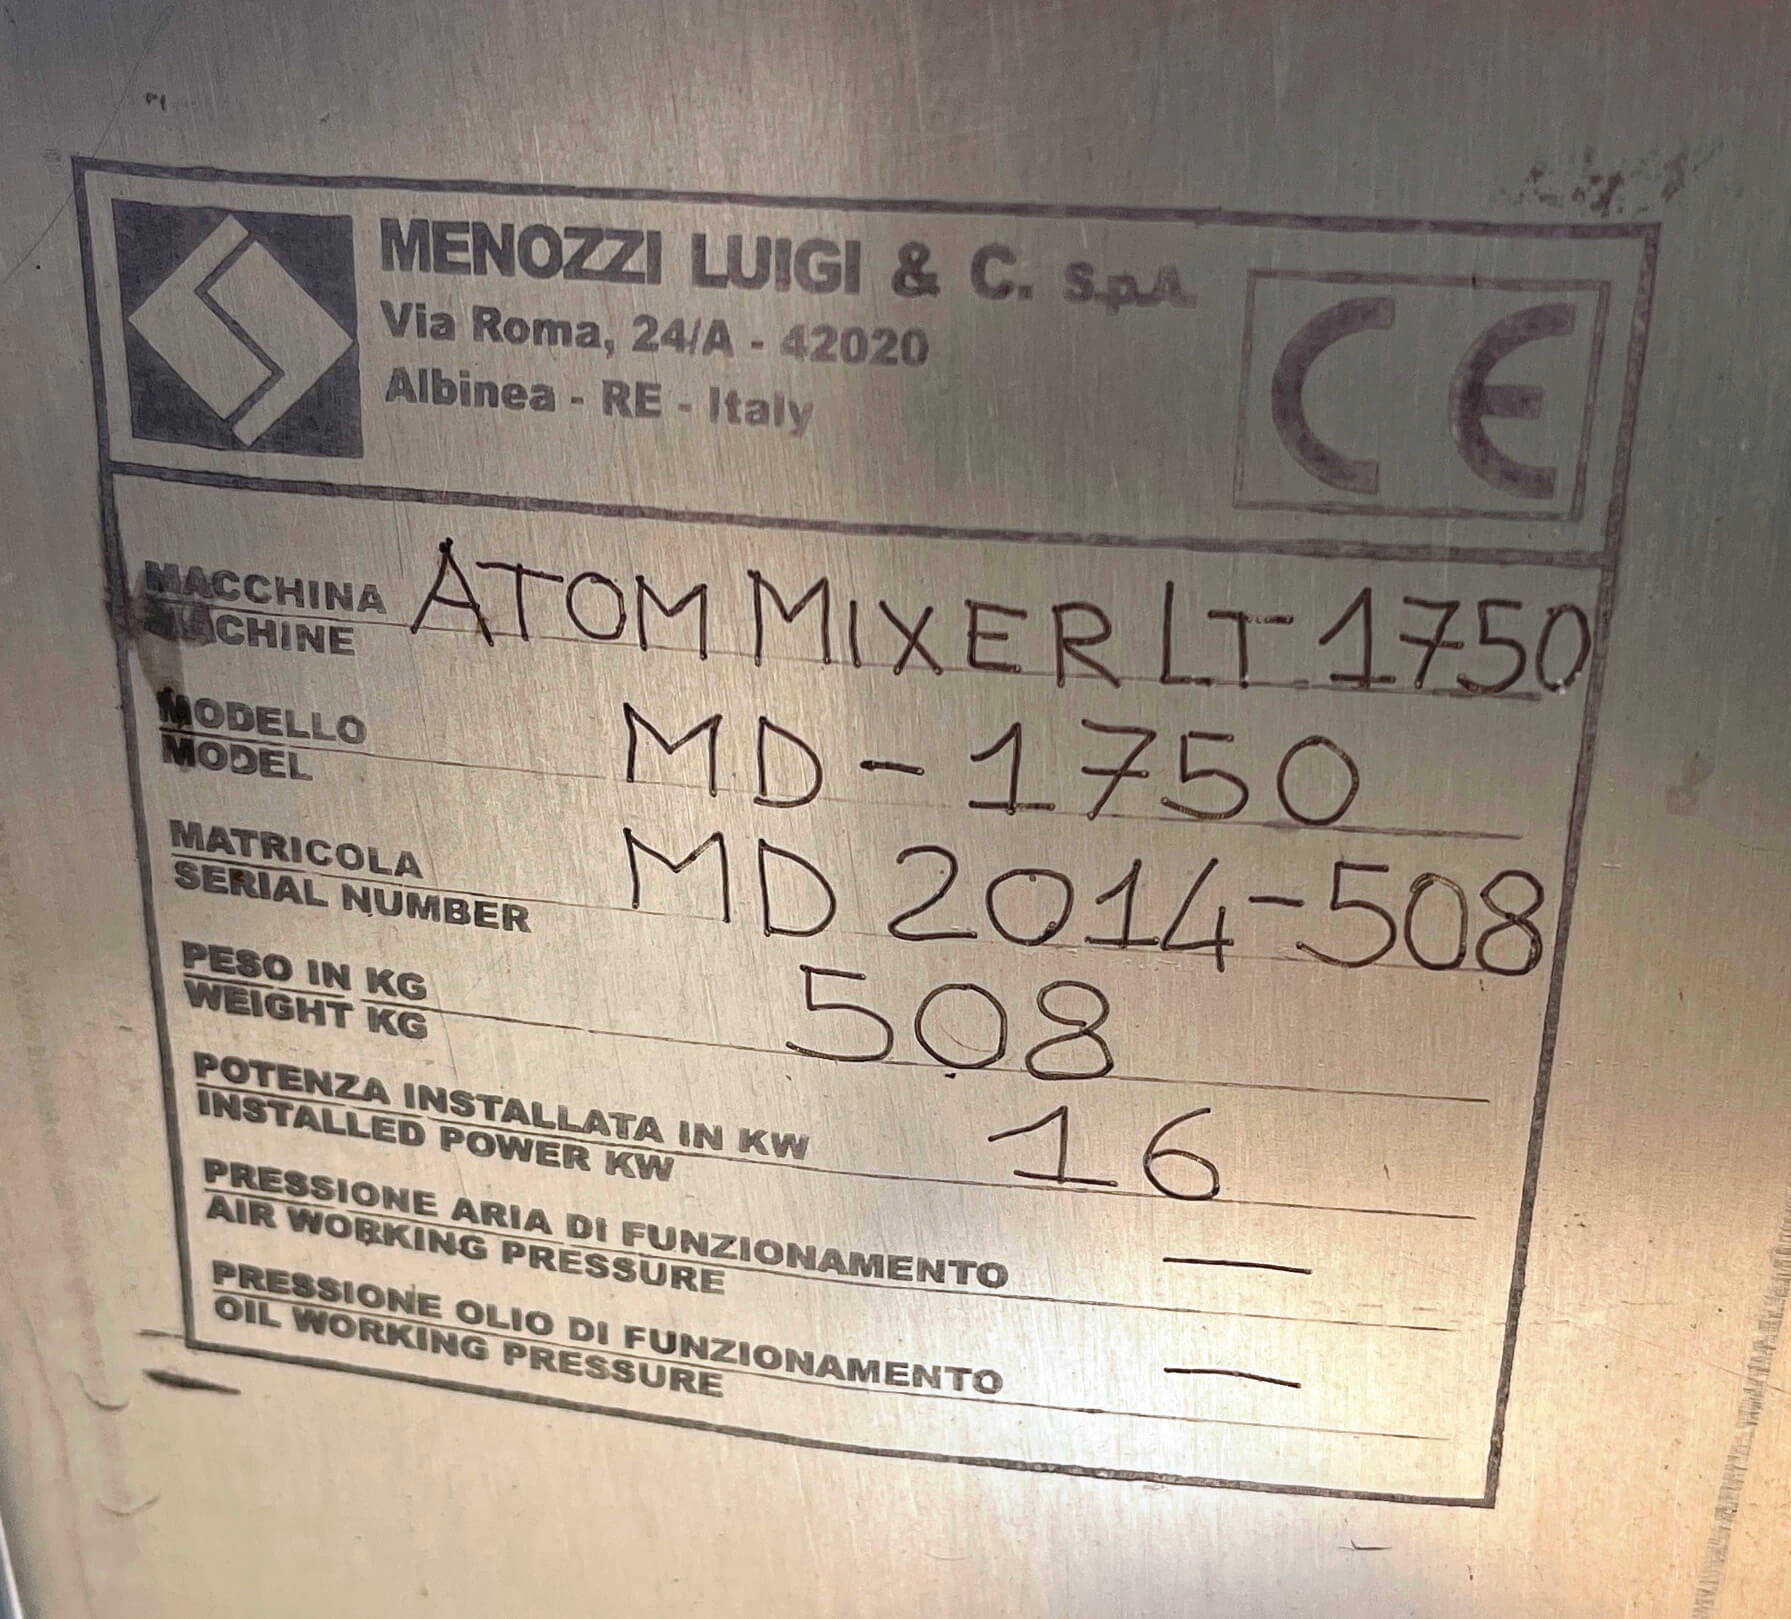 MENOZZI LUIGI & C. S.p.A.
Via Roma, 24/A - 42020
Albinea - RE - Italy
CE
MACCHINA ATOM MIXER LT 1750
MACHINE
MODELLO MD-1750
MODEL
MATRICOLA MD 2014-508
SERIAL NUMBER
PESO IN KG 508
WEIGHT KG
POTENZA INSTALLATA IN KW 16
INSTALLED POWER KW
PRESSIONE ARIA DI FUNZIONAMENTO —
AIR WORKING PRESSURE
PRESSIONE OLIO DI FUNZIONAMENTO —
OIL WORKING PRESSURE